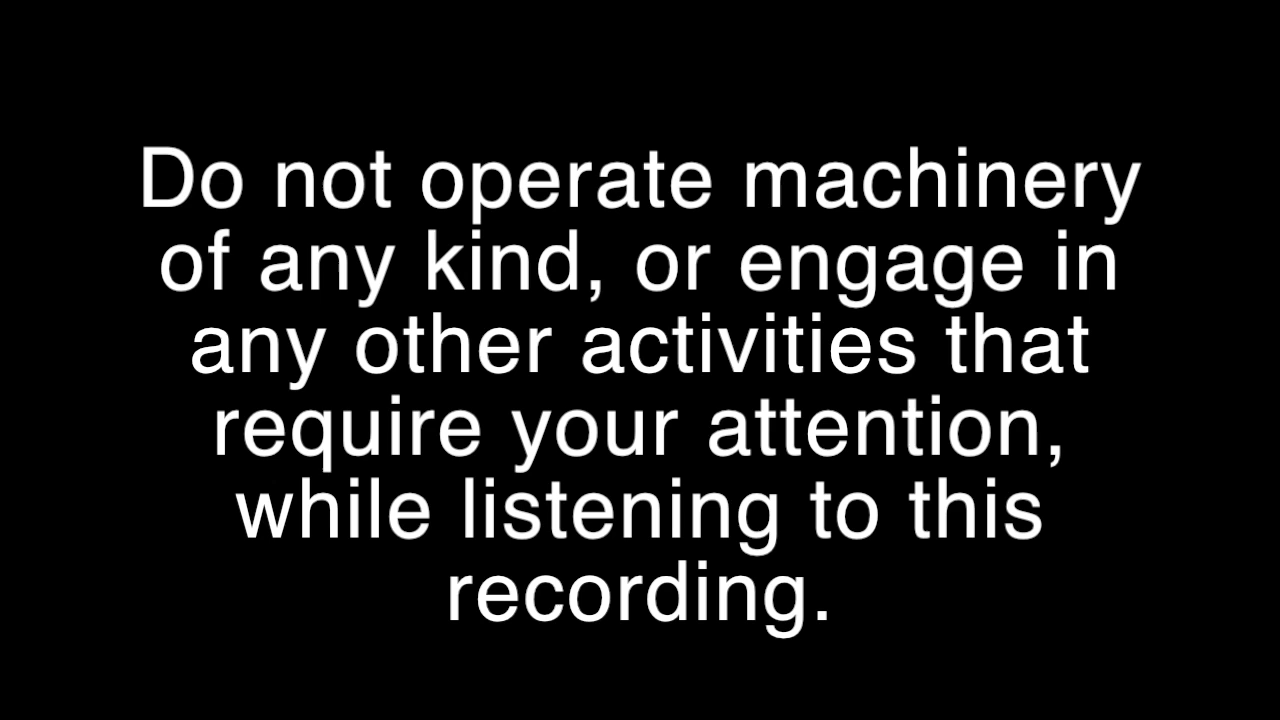 Do not operate machinery
of any kind, or engage in
any other activities that
require your attention,
while listening to this
recording.